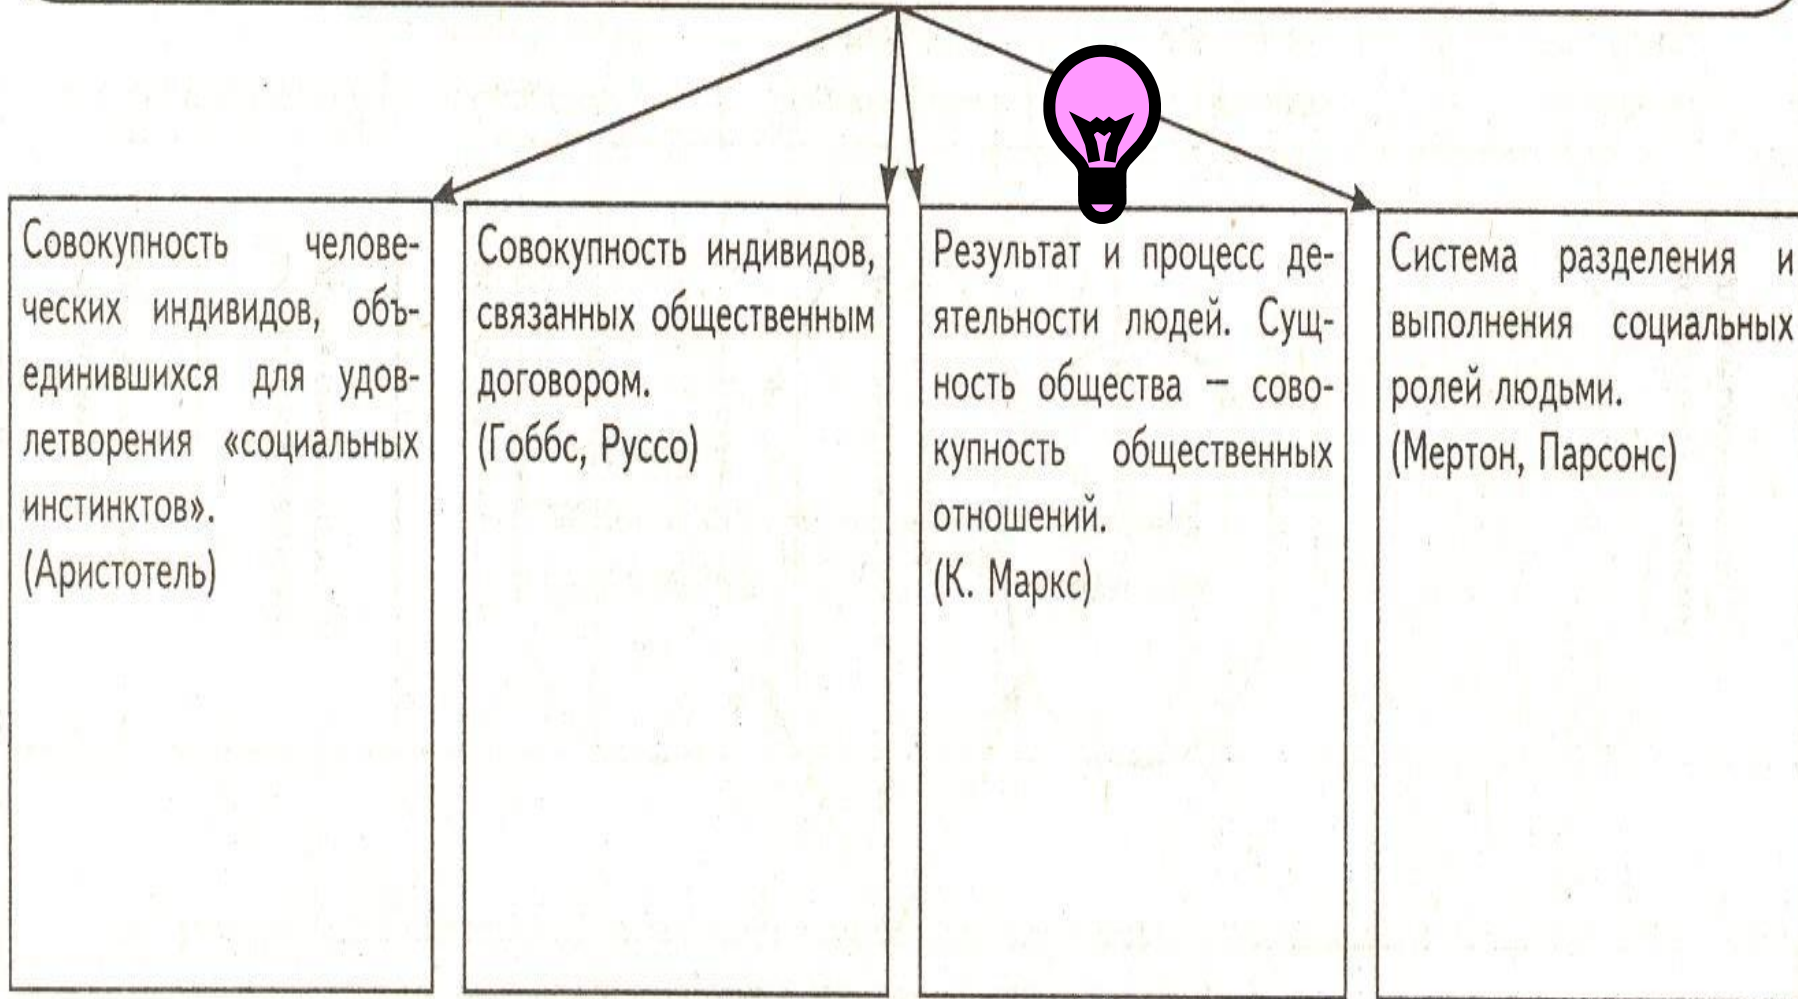 Совокупность челове-
ческих индивидов, объ-
единившихся для удов-
летворения «социальных
инстинктов».
(Аристотель)
Совокупность индивидов,
связанных общественным
договором.
(Гоббс, Руссо)
Результат и процесс де-
ятельности людей. Сущ-
ность общества – сово-
купность общественных
отношений.
(К. Маркс)
Система разделения и
выполнения социальных
ролей людьми.
(Мертон, Парсонс)